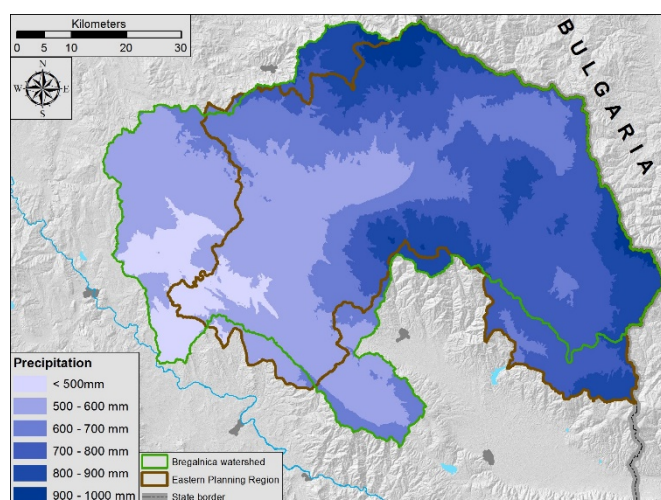 Kilometers
0 5 10 20 30
N
W E
S
BULGARIA
Precipitation
< 500mm
500 - 600 mm
600 - 700 mm
700 - 800 mm
800 - 900 mm
900 - 1000 mm
Bregalnica watershed
Eastern Planning Region
State border